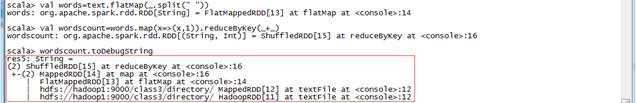 scala> val words=text.flatMap(_.split(" "))
words: org.apache.spark.rdd.RDD[String] = FlatMappedRDD[13] at flatMap at <console>:14
scala> val wordscount=words.map(x=>(x,1)).reduceByKey(_+_)
wordscount: org.apache.spark.rdd.RDD[(String, Int)] = ShuffledRDD[15] at reduceByKey at <console>:16
scala> wordscount.toDebugString
res5: String =
(2) ShuffledRDD[15] at reduceByKey at <console>:16
+-(2) MappedRDD[14] at map at <console>:16
| FlatMappedRDD[13] at flatMap at <console>:14
| hdfs://hadoop1:9000/class3/directory/ MappedRDD[12] at textFile at <console>:12
| hdfs://hadoop1:9000/class3/directory/ HadoopRDD[11] at textFile at <console>:12